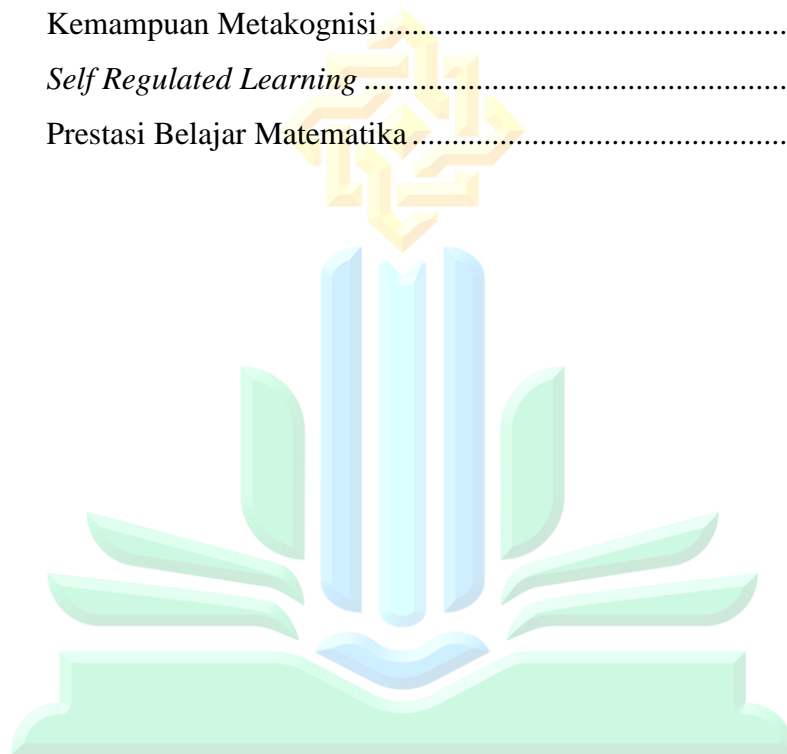 Kemampuan Metakognisi..................................................
Self Regulated Learning ....................................................
Prestasi Belajar Matematika ..............................................